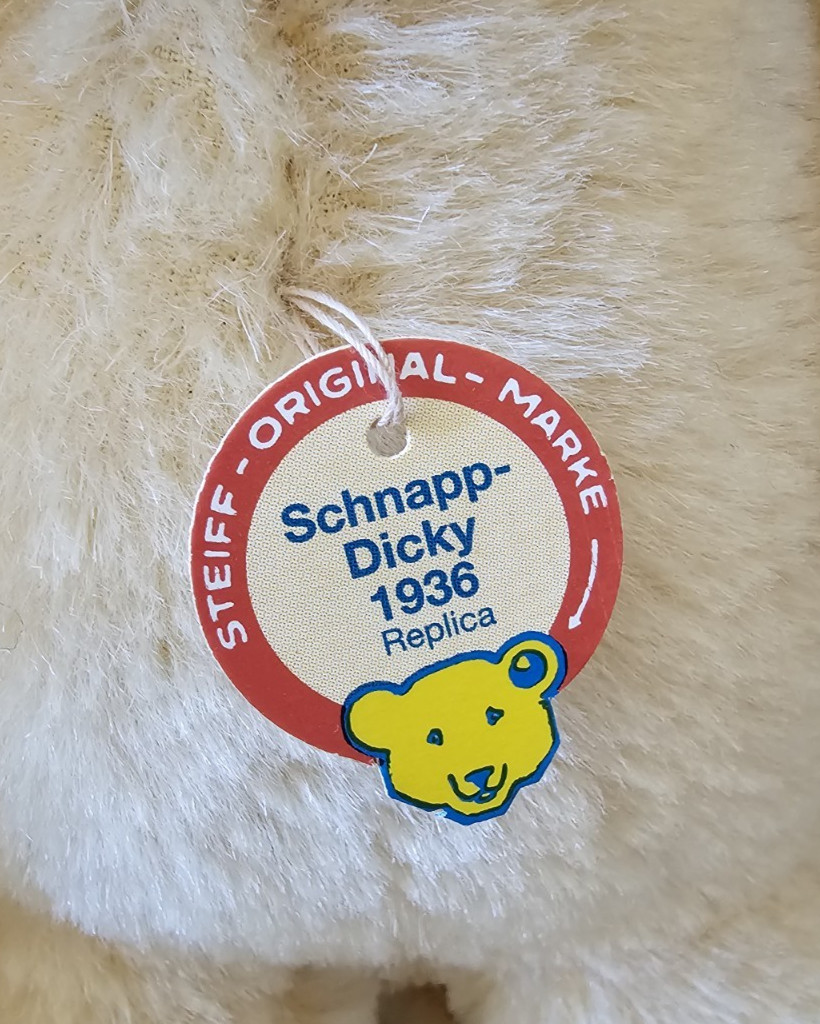 STEIFF - ORIGINAL - MARKE
Schnapp-
Dicky
1936
Replica